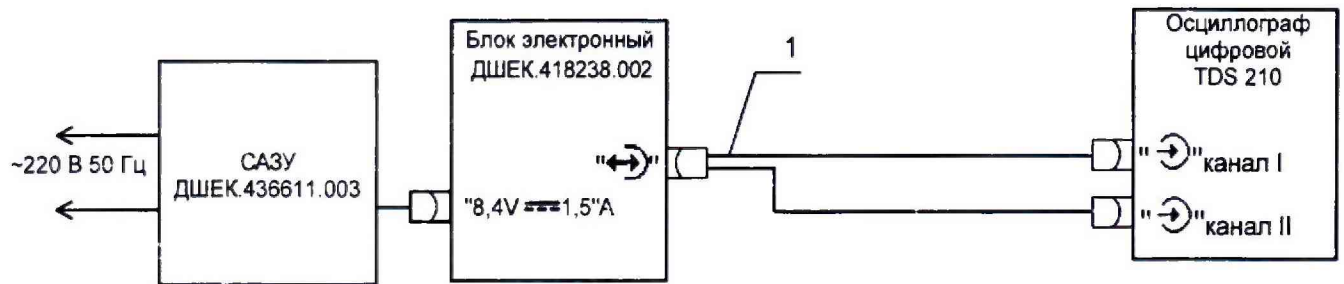 ~220 В 50 Гц
САЗУ
ДШЕК.436611.003
Блок электронный
ДШЕК.418238.002
" "
"8,4V 1,5"А
1
Осциллограф
цифровой
TDS 210
" "канал I
" "канал II